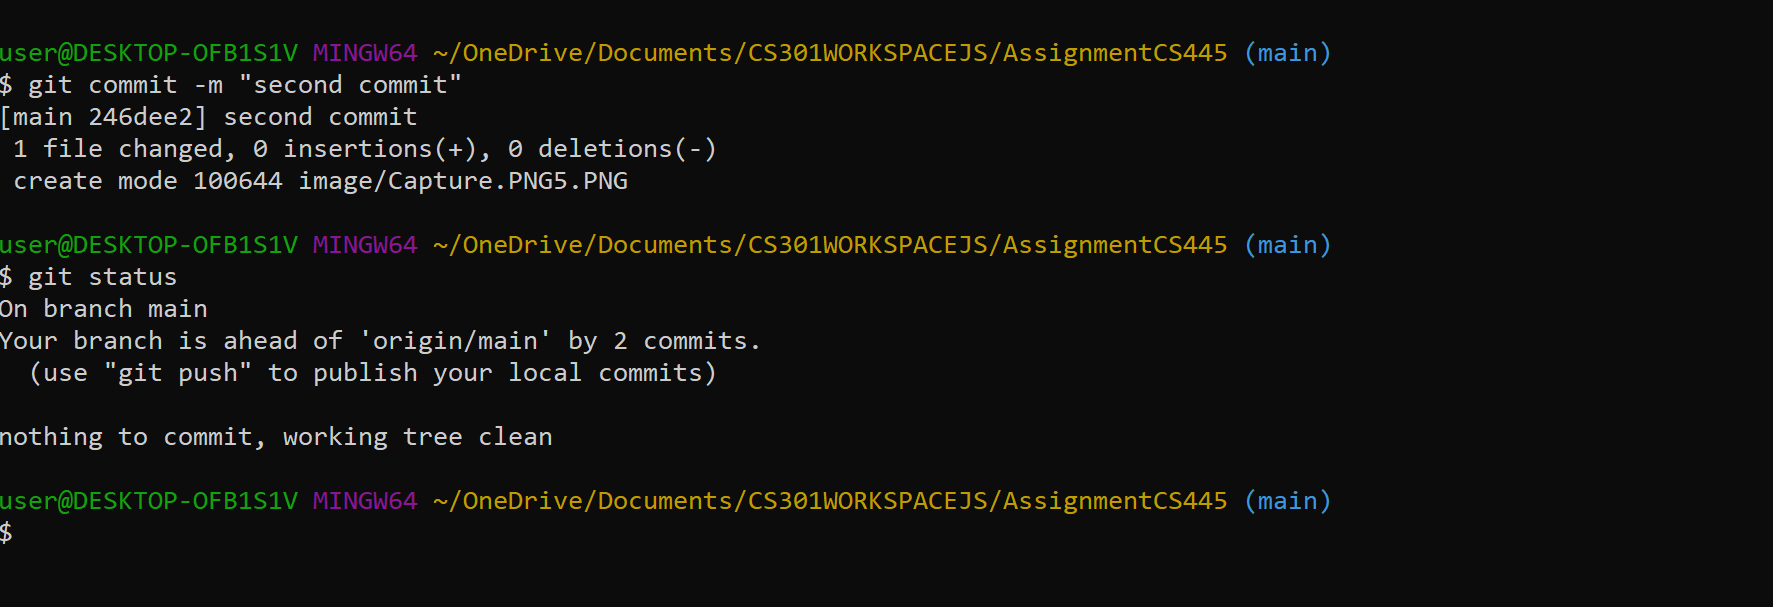 user@DESKTOP-OFB1S1V MINGW64 ~/OneDrive/Documents/CS301WORKSPACEJS/AssignmentCS445 (main)
$ git commit -m "second commit"
[main 246dee2] second commit
 1 file changed, 0 insertions(+), 0 deletions(-)
 create mode 100644 image/Capture.PNG5.PNG
user@DESKTOP-OFB1S1V MINGW64 ~/OneDrive/Documents/CS301WORKSPACEJS/AssignmentCS445 (main)
$ git status
On branch main
Your branch is ahead of 'origin/main' by 2 commits.
  (use "git push" to publish your local commits)
nothing to commit, working tree clean
user@DESKTOP-OFB1S1V MINGW64 ~/OneDrive/Documents/CS301WORKSPACEJS/AssignmentCS445 (main)
$